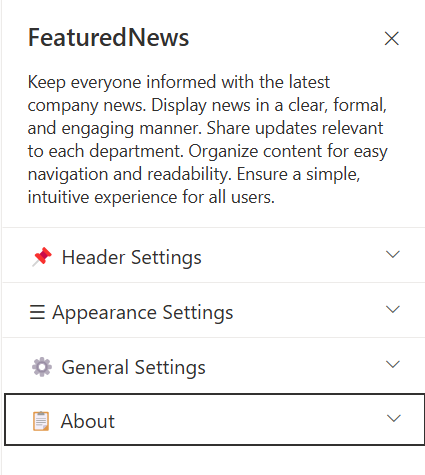 FeaturedNews
Keep everyone informed with the latest
company news. Display news in a clear, formal,
and engaging manner. Share updates relevant
to each department. Organize content for easy
navigation and readability. Ensure a simple,
intuitive experience for all users.
Header Settings
Appearance Settings
General Settings
About